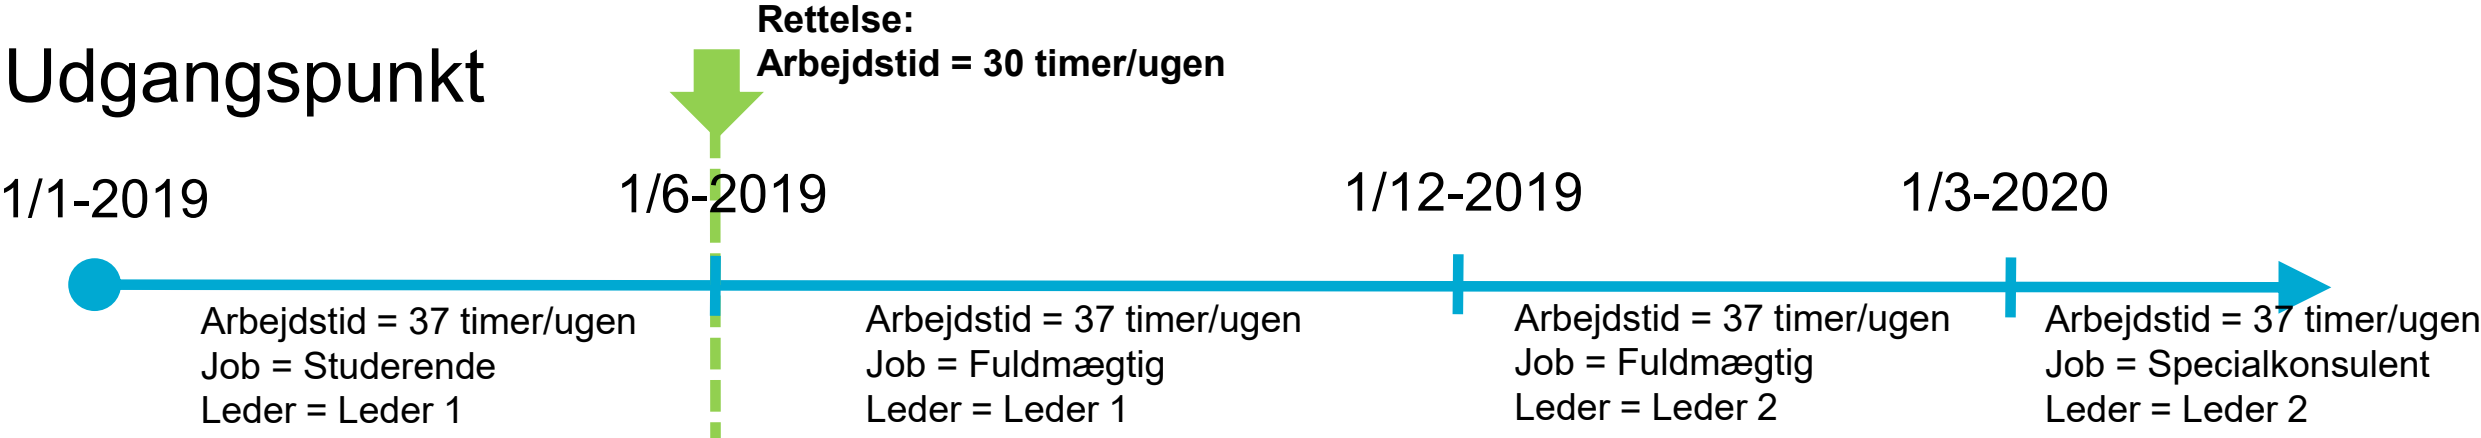 Rettelse:
Arbejdstid = 30 timer/ugen
Udgangspunkt
1/1-2019
1/6-2019
1/12-2019
1/3-2020
Arbejdstid = 37 timer/ugen
Job = Studerende
Leder = Leder 1
Arbejdstid = 37 timer/ugen
Job = Fuldmægtig
Leder = Leder 1
Arbejdstid = 37 timer/ugen
Job = Fuldmægtig
Leder = Leder 2
Arbejdstid = 37 timer/ugen
Job = Specialkonsulent
Leder = Leder 2